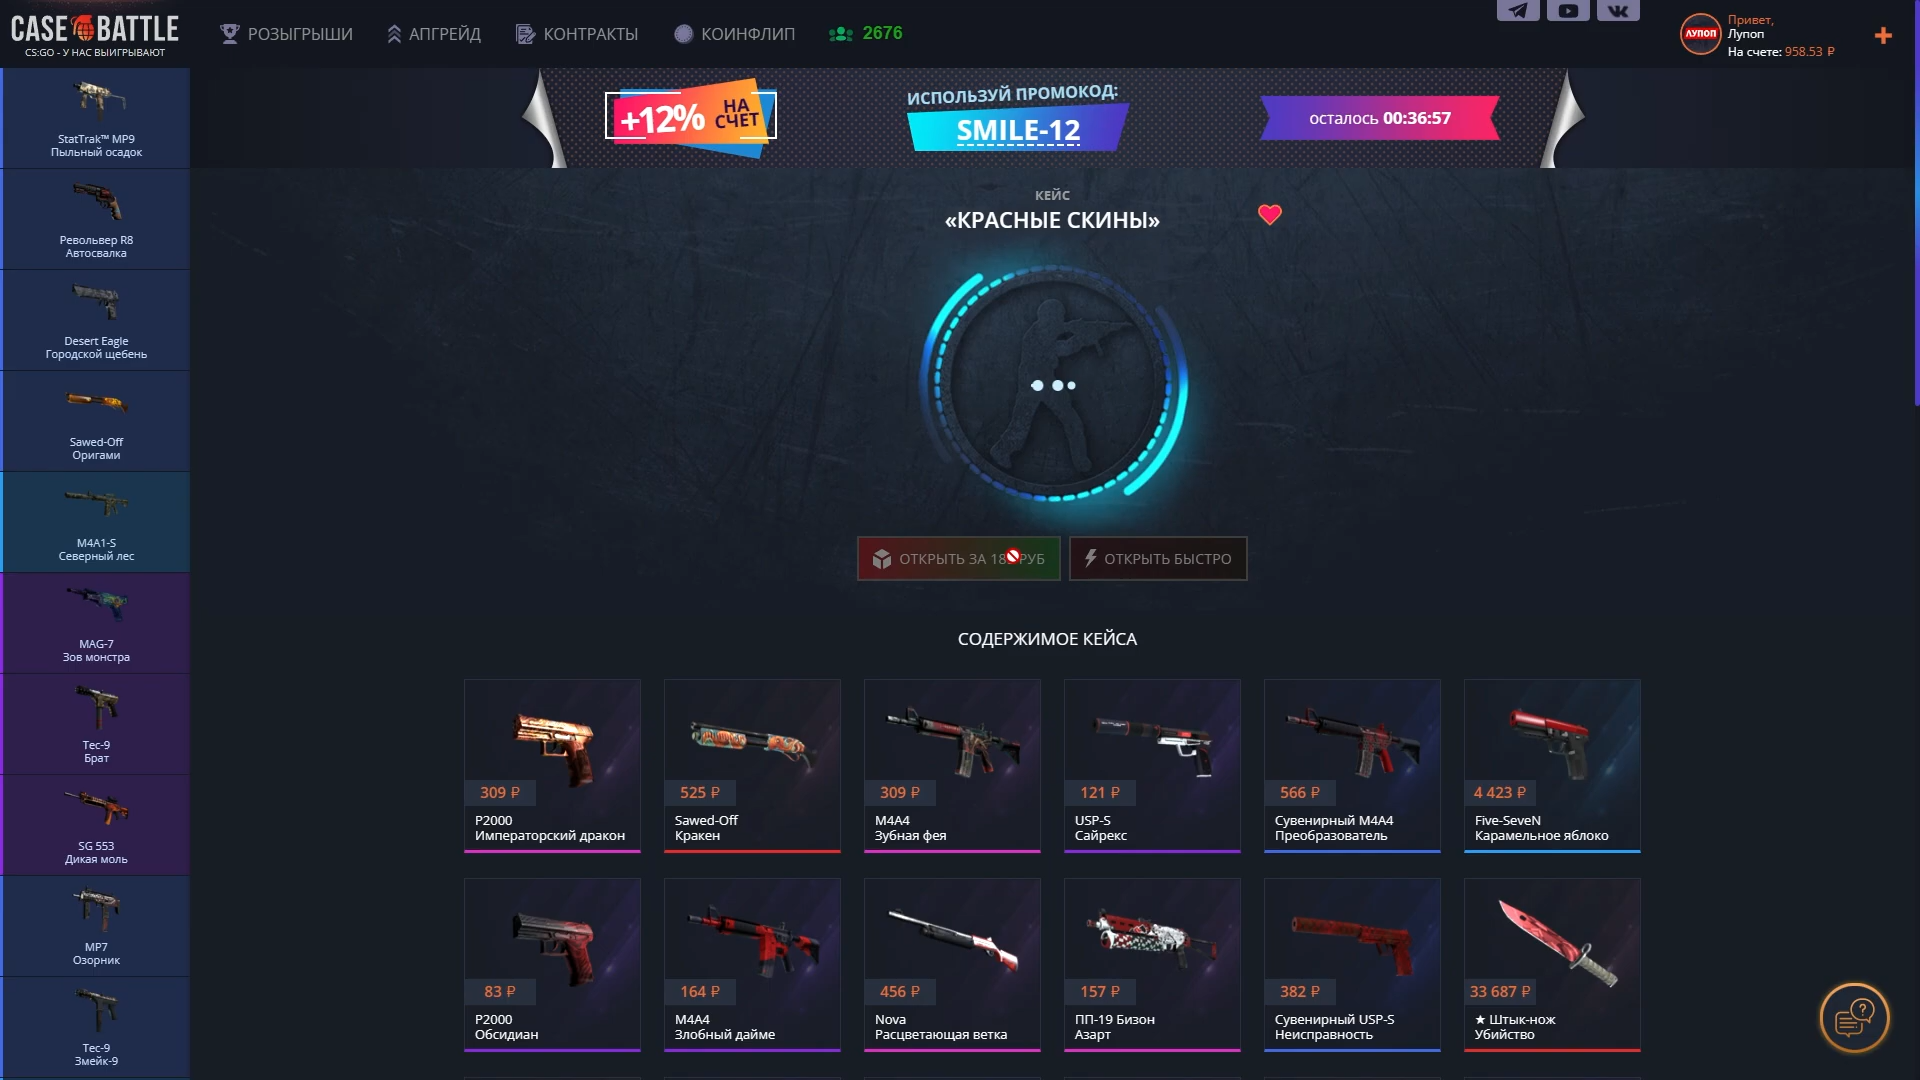 CASE BATTLE
CS:GO - У НАС ВЫИГРЫВАЮТ
РОЗЫГРЫШИ
АПГРЕЙД
КОНТРАКТЫ
КОИНФЛИП
2676
Привет,
Лупоп
На счете: 958.53 ₽
ЛУПОП
+12% НА СЧЕТ
ИСПОЛЬЗУЙ ПРОМОКОД:
SMILE-12
осталось 00:36:57
StatTrak™ MP9
Пыльный осадок
Револьвер R8
Автосвалка
Desert Eagle
Городской щебень
Sawed-Off
Оригами
M4A1-S
Северный лес
MAG-7
Зов монстра
Tec-9
Брат
SG 553
Дикая моль
MP7
Озорник
Tec-9
Змейк-9
КЕЙС
«КРАСНЫЕ СКИНЫ»
ОТКРЫТЬ ЗА РУБ
ОТКРЫТЬ БЫСТРО
СОДЕРЖИМОЕ КЕЙСА
309 ₽
P2000
Императорский дракон
525 ₽
Sawed-Off
Кракен
309 ₽
M4A4
Зубная фея
121 ₽
USP-S
Сайрекс
566 ₽
Сувенирный M4A4
Преобразователь
4 423 ₽
Five-SeveN
Карамельное яблоко
83 ₽
P2000
Обсидиан
164 ₽
M4A4
Злобный дайме
456 ₽
Nova
Расцветающая ветка
157 ₽
ПП-19 Бизон
Азарт
382 ₽
Сувенирный USP-S
Неисправность
33 687 ₽
★ Штык-нож
Убийство